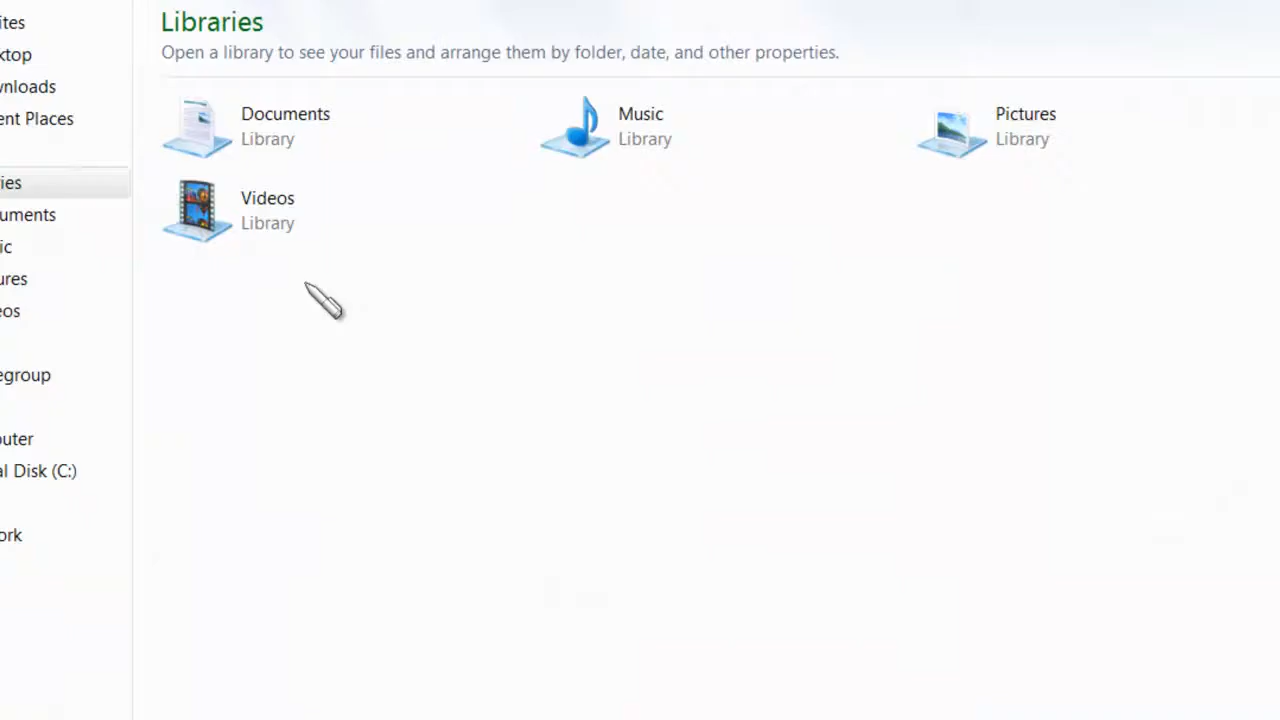 Libraries
Open a library to see your files and arrange them by folder, date, and other properties.
ites
ktop
wnloads
ent Places
ies
uments
ic
ures
eos
egroup
outer
al Disk (C:)
ork
Documents
Library
Music
Library
Pictures
Library
Videos
Library